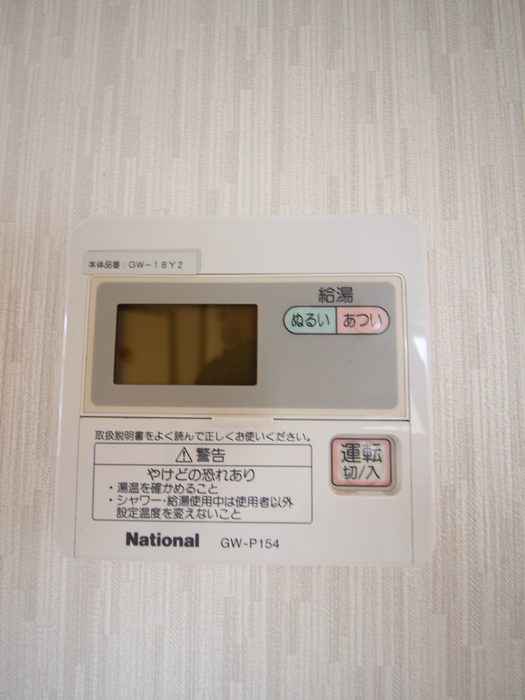 本体品番：GW-16Y2
給湯
ぬるい あつい
取扱説明書をよく読んで正しくお使いください。
⚠警告
やけどの恐れあり
・湯温を確かめること
・シャワー・給湯使用中は使用者以外
設定温度を変えないこと
運転
切/入
National GW-P154